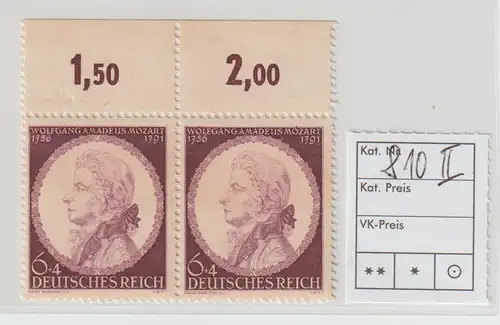 1,50 2,00
WOLFGANG AMADEUS MOZART WOLFGANG AMADEUS MOZART
1756 1791 1756 1791
6+4 6+4
DEUTSCHES REICH DEUTSCHES REICH
Kat. Nr. 810 II
Kat. Preis
VK-Preis
** * ⊙